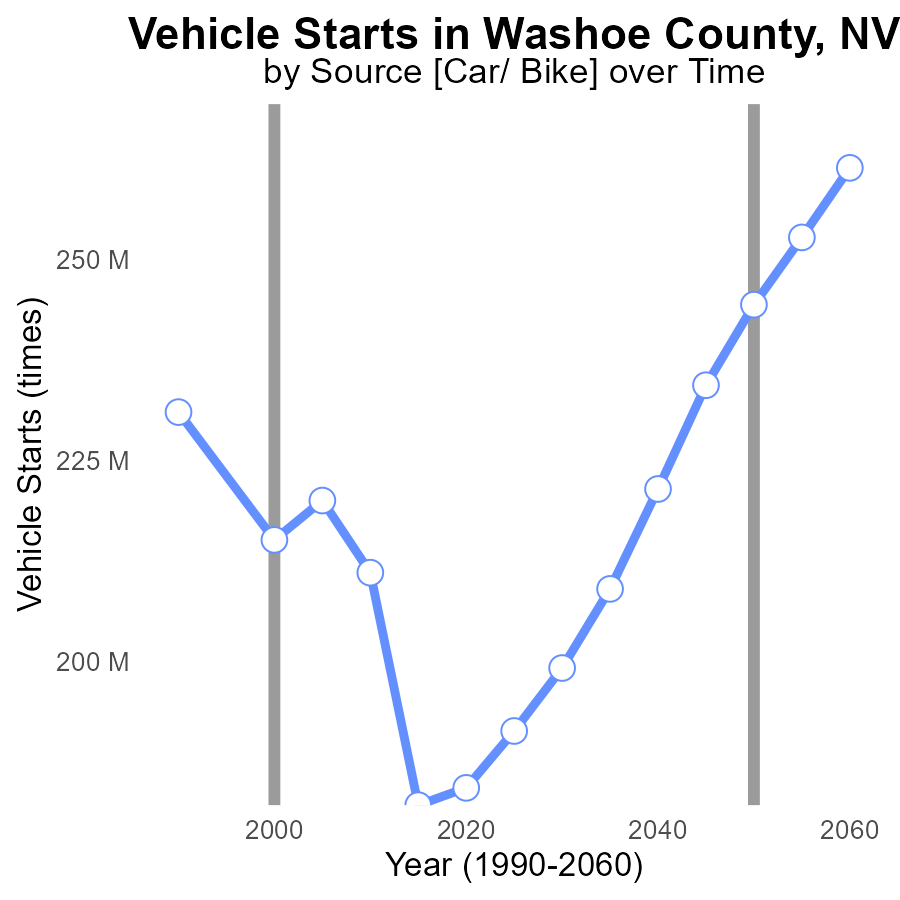 Vehicle Starts in Washoe County, NV
by Source [Car/ Bike] over Time
Vehicle Starts (times)
250 M
225 M
200 M
2000
2020
2040
2060
Year (1990-2060)